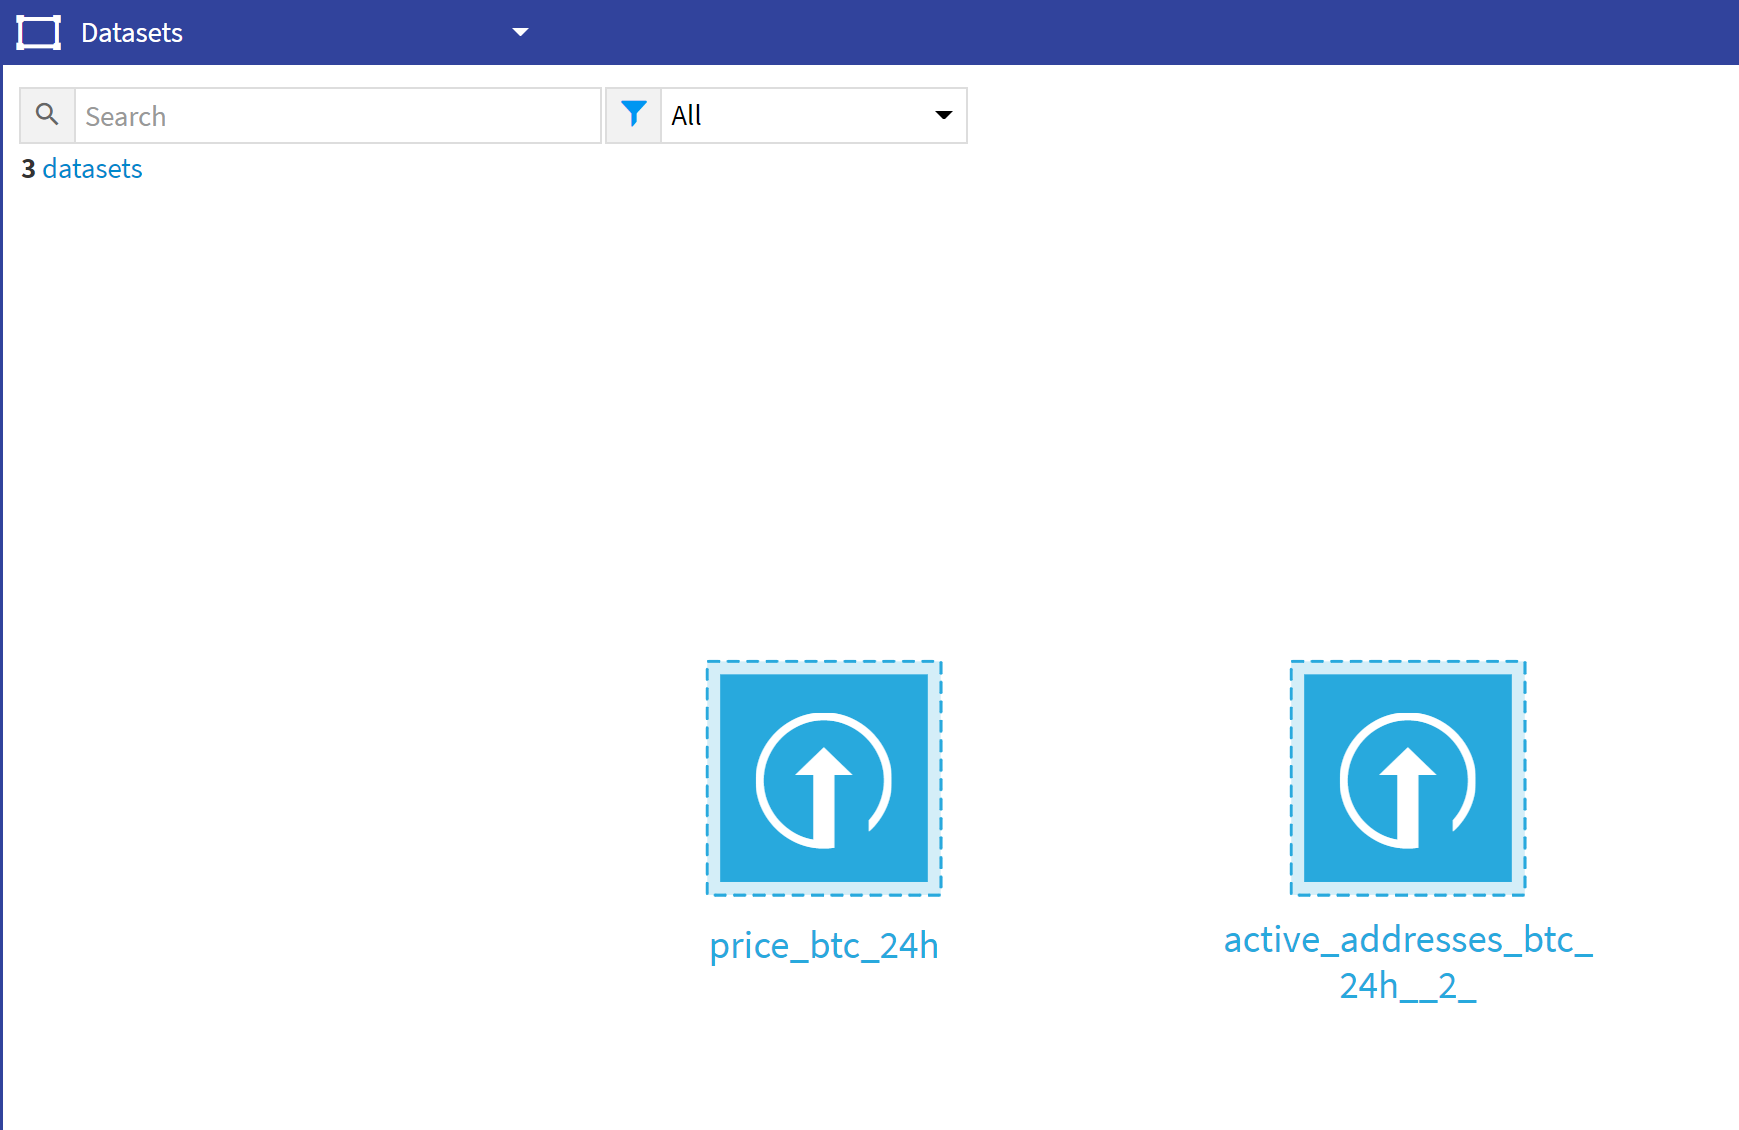 Datasets
Search
All
3 datasets
price_btc_24h
active_addresses_btc_
24h__2_